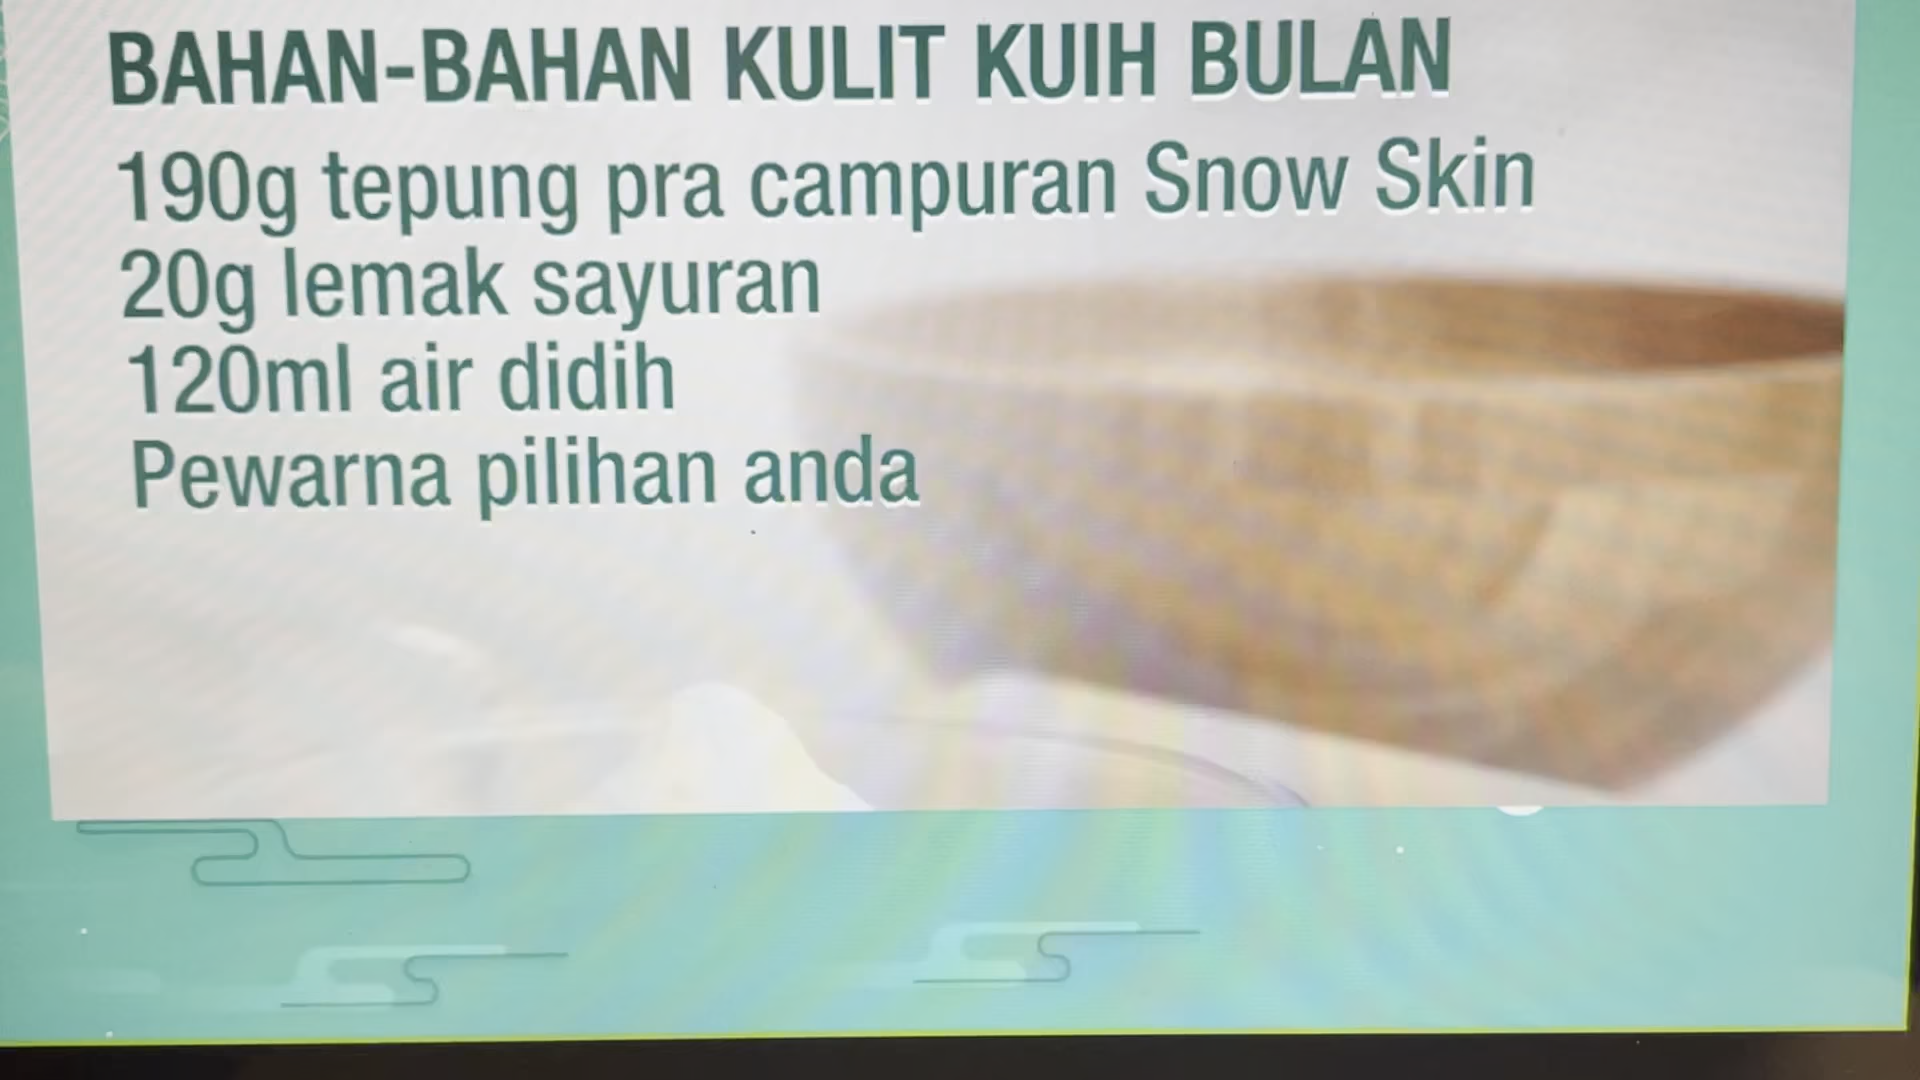 BAHAN-BAHAN KULIT KUIH BULAN
190g tepung pra campuran Snow Skin
20g lemak sayuran
120ml air didih
Pewarna pilihan anda